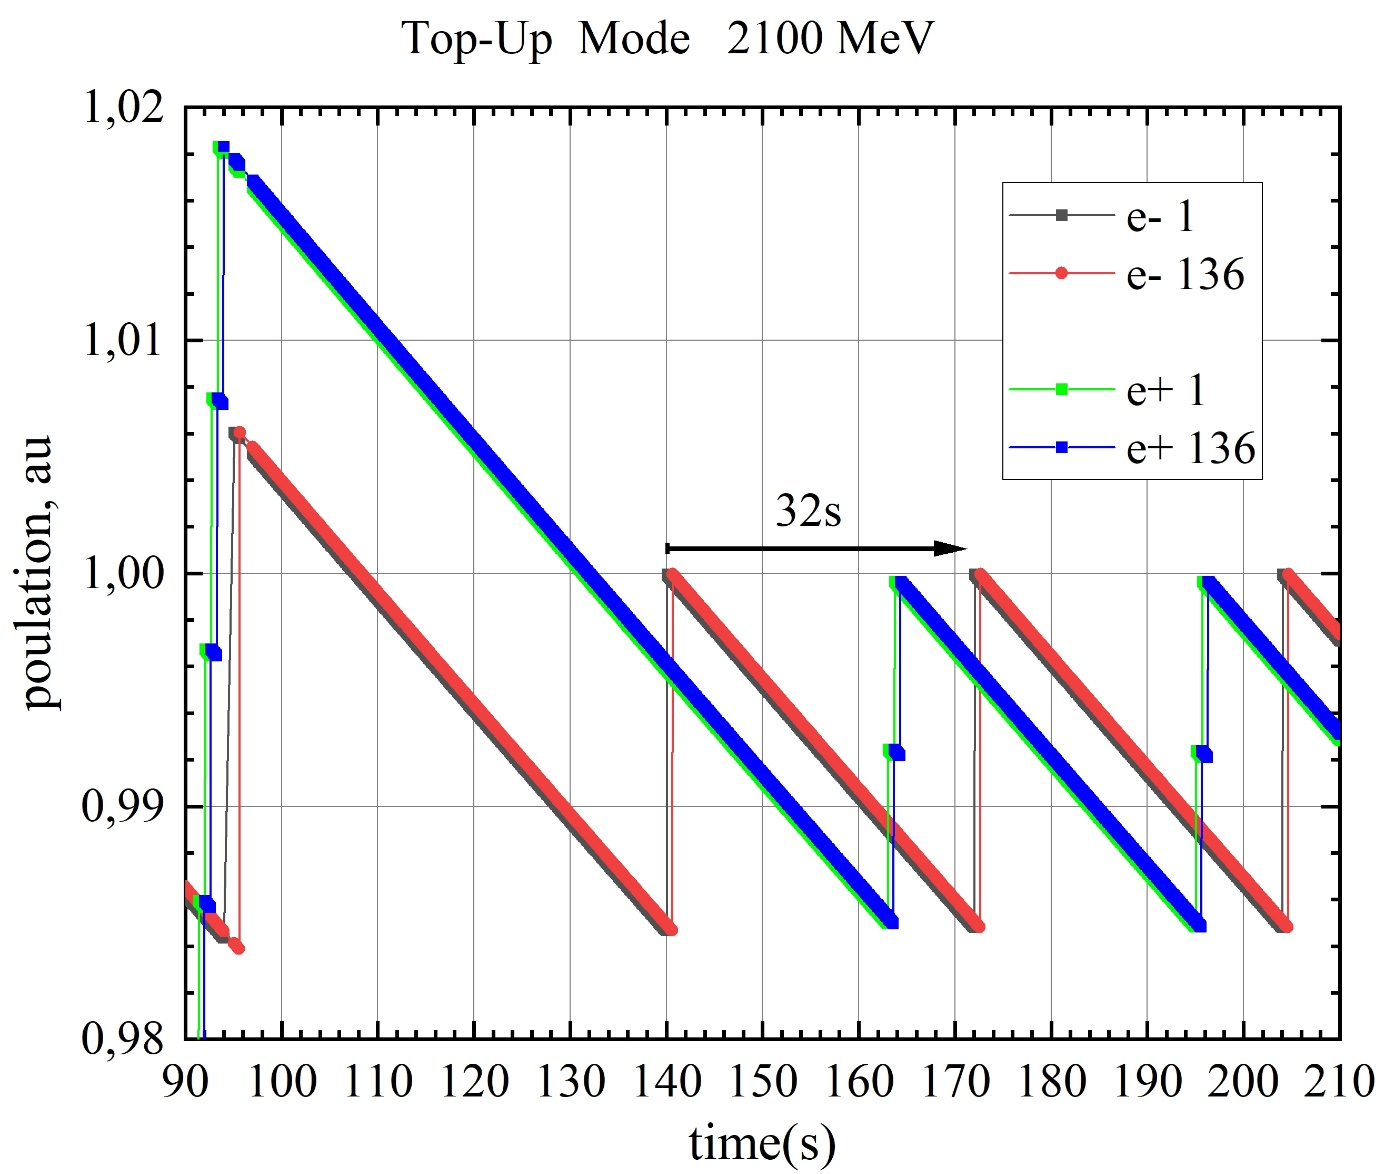 Top-Up Mode 2100 MeV
1,02
1,01
1,00
0,99
0,98
poulation, au
e- 1
e- 136
e+ 1
e+ 136
32s
90 100 110 120 130 140 150 160 170 180 190 200 210
time(s)